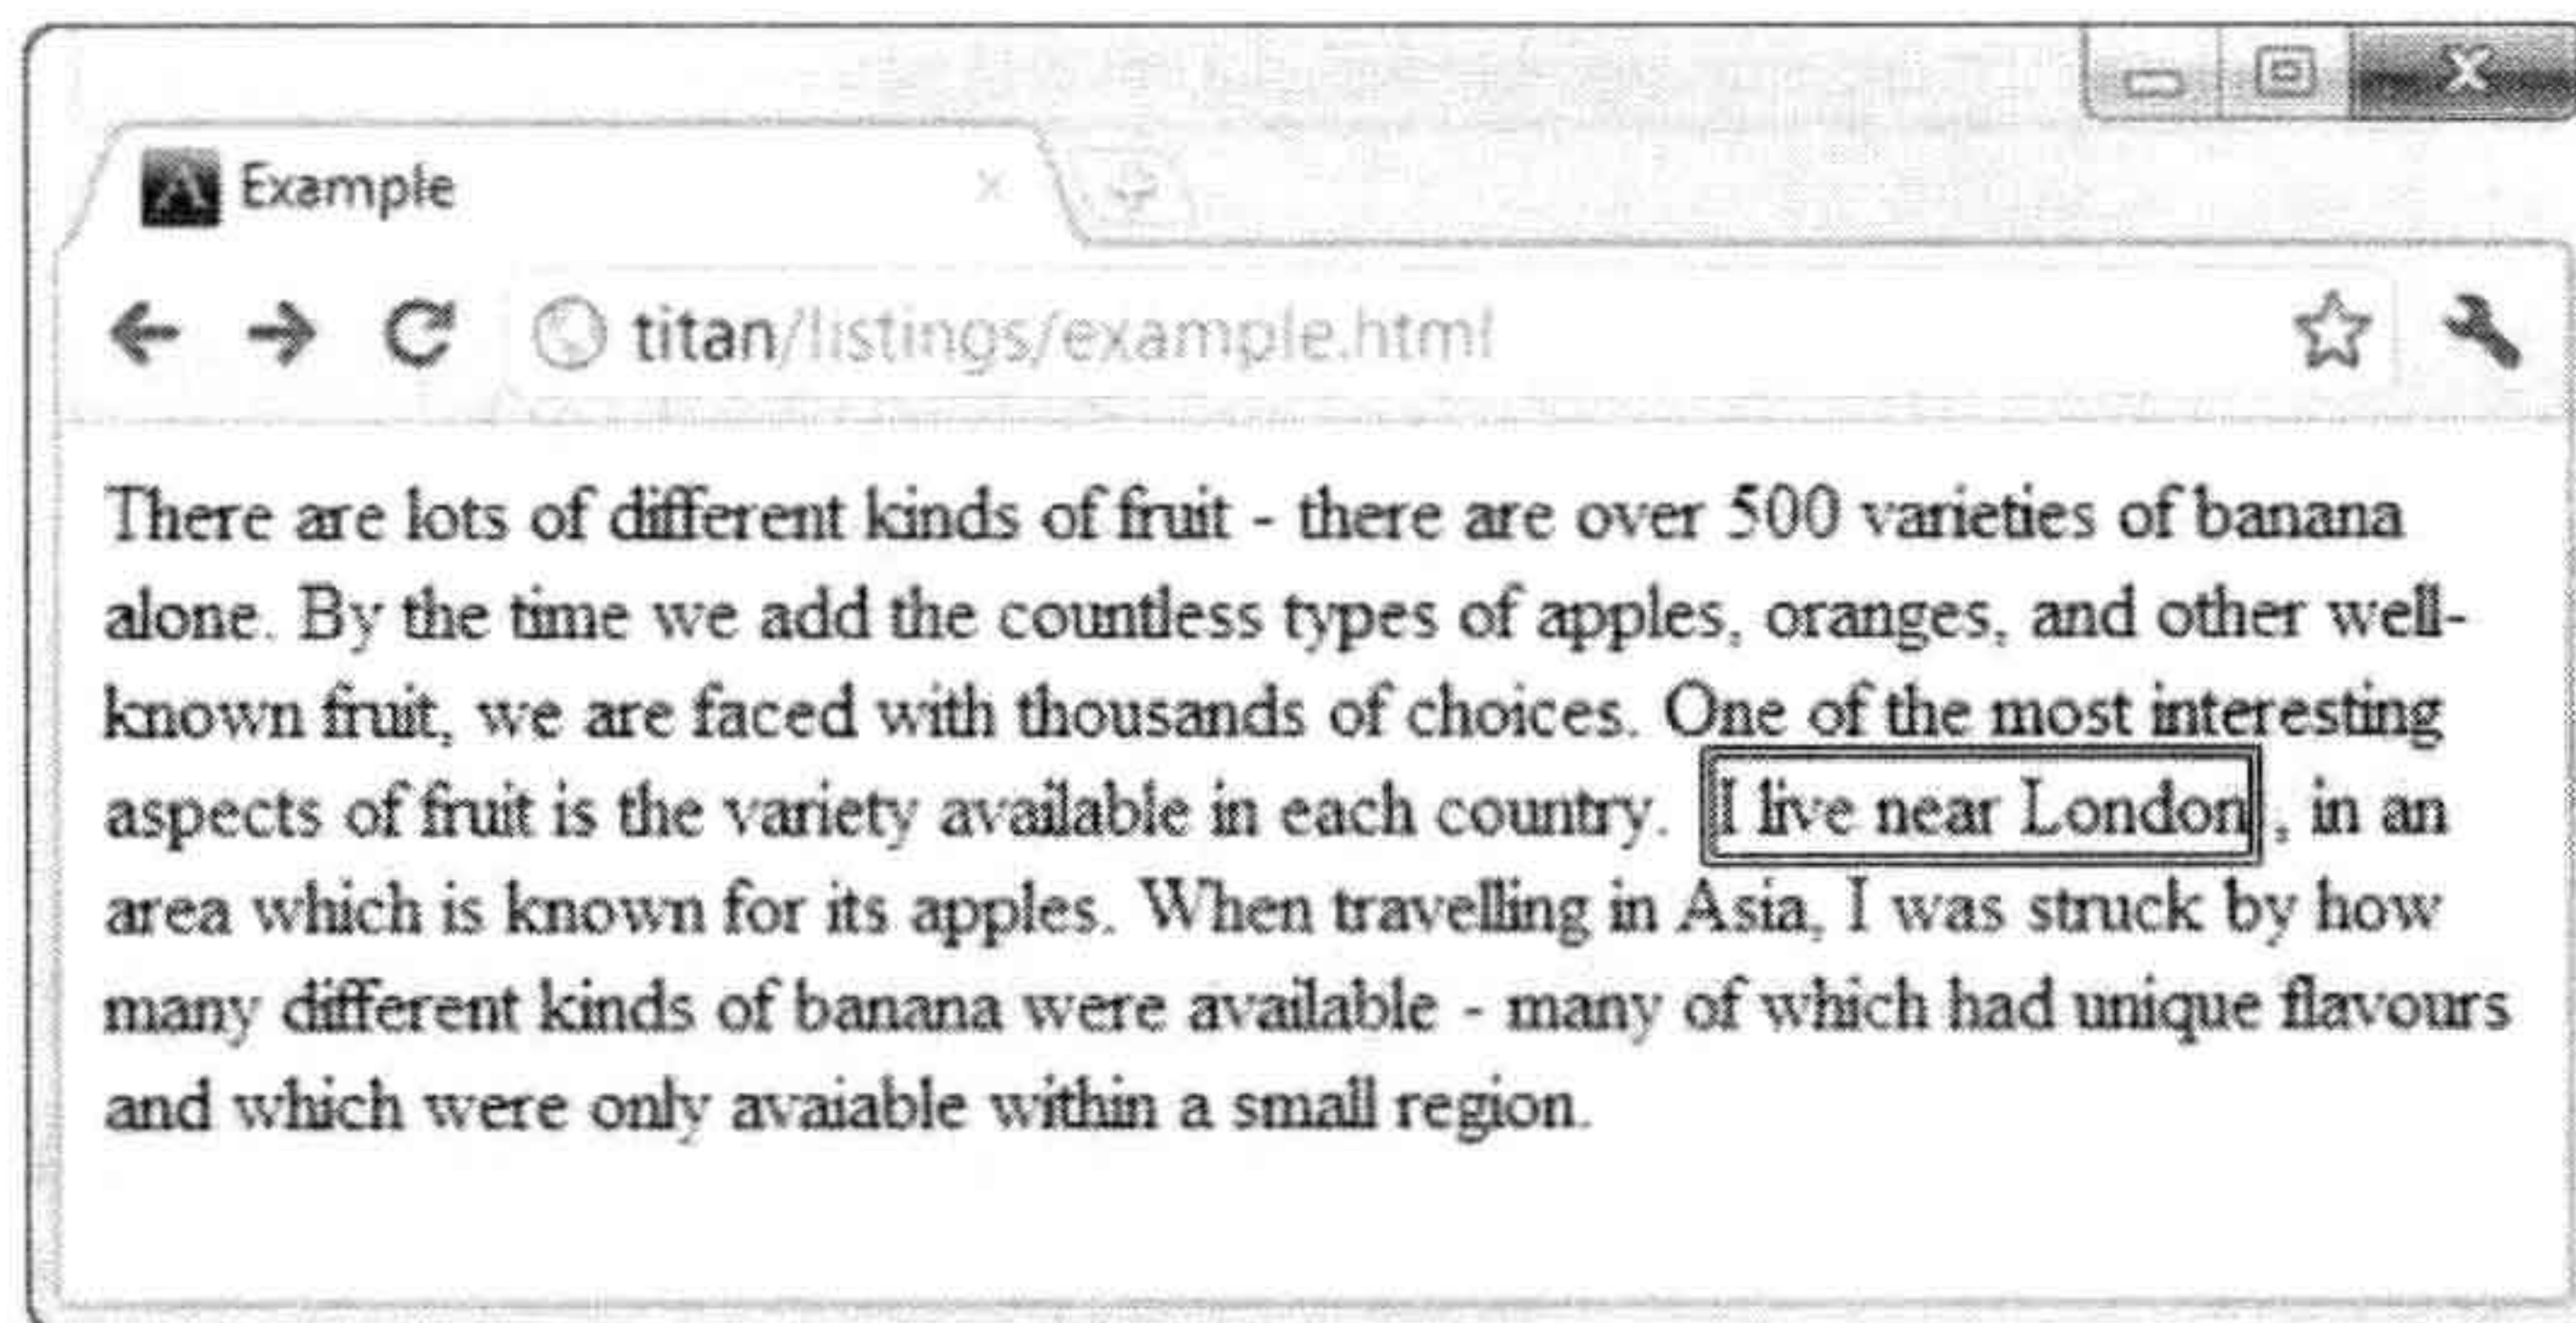 Example
titan/listings/example.html
There are lots of different kinds of fruit - there are over 500 varieties of banana
alone. By the time we add the countless types of apples, oranges, and other well-
known fruit, we are faced with thousands of choices. One of the most interesting
aspects of fruit is the variety available in each country. I live near London, in an
area which is known for its apples. When travelling in Asia, I was struck by how
many different kinds of banana were available - many of which had unique flavours
and which were only avaiable within a small region.